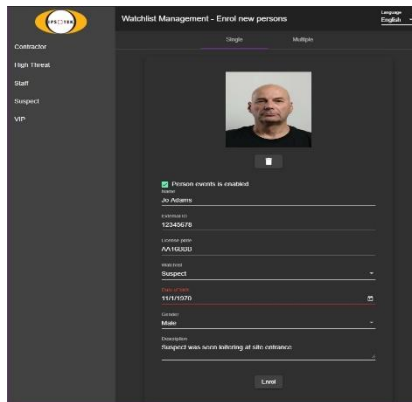 Watchlist Management - Enrol new persons
Language
English
Contractor
High Threat
Staff
Suspect
VIP
Single
Multiple
Person events is enabled
Name
Jo Adams
External ID
12345678
License plate
Watchlist
Suspect
Date of birth
11/1/1970
Gender
Male
Description
Suspect was seen loitering at site entrance
Enrol